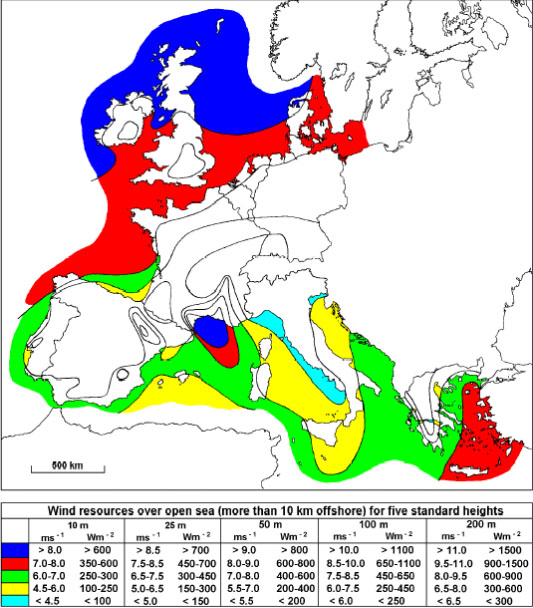 500 km
Wind resources over open sea (more than 10 km offshore) for five standard heights
10 m 25 m 50 m 100 m 200 m
ms⁻¹ Wm⁻² ms⁻¹ Wm⁻² ms⁻¹ Wm⁻² ms⁻¹ Wm⁻² ms⁻¹ Wm⁻²
> 8.0 >600 > 8.5 >700 > 9.0 > 800 > 10.0 > 1100 > 11.0 > 1500
7.0-8.0 350-600 7.5-8.5 450-700 8.0-9.0 600-800 8.5-10.0 650-1100 9.5-11.0 900-1500
6.0-7.0 250-300 6.5-7.5 300-450 7.0-8.0 400-600 7.5-8.5 450-650 8.0-9.5 600-900
4.5-6.0 100-250 5.0-6.5 150-300 5.5-7.0 200-400 6.0-7.5 250-450 6.5-8.0 300-600
< 4.5 < 100 < 5.0 < 150 < 5.5 < 200 < 6.0 < 250 < 6.5 < 300